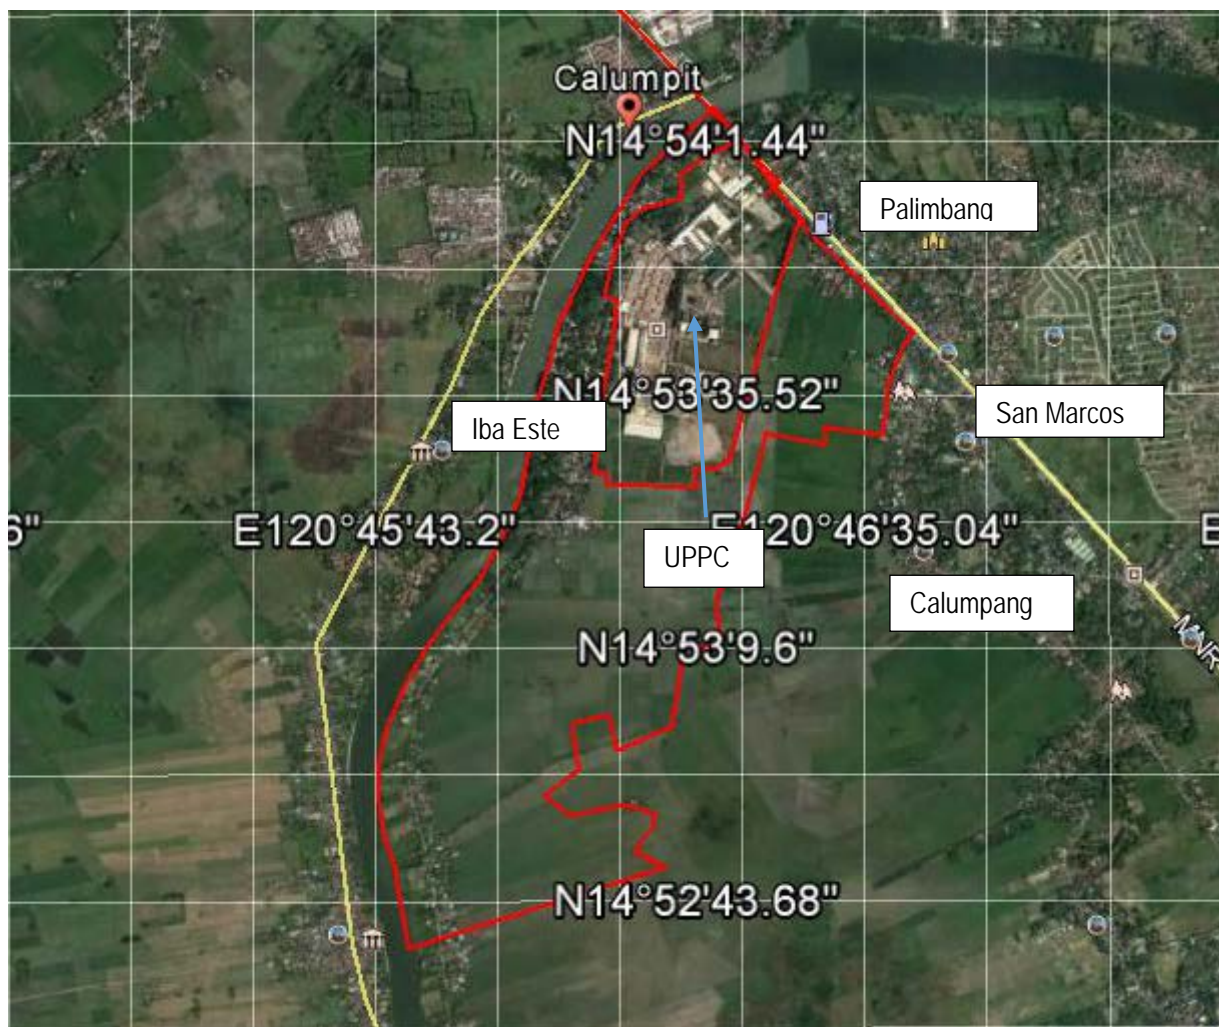 Calumpit
N14°54'1.44"
Palimbang
N14°53'35.52"
San Marcos
Iba Este
6"
E120°45'43.2"
E120°46'35.04"
E
UPPC
Calumpang
MNR
N14°53'9.6"
N14°52'43.68"